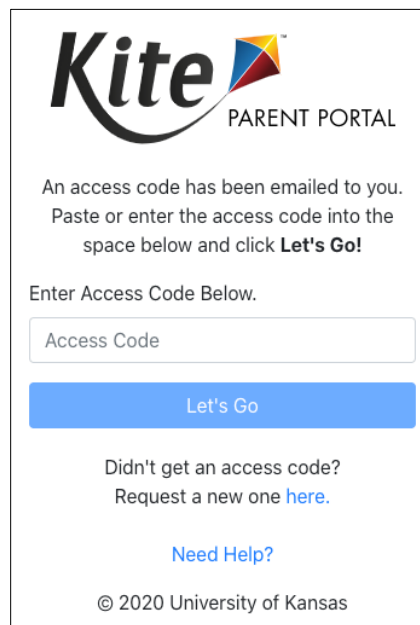 Kite™
PARENT PORTAL
An access code has been emailed to you.
Paste or enter the access code into the
space below and click Let's Go!
Enter Access Code Below.
Access Code
Let's Go
Didn't get an access code?
Request a new one here.
Need Help?
© 2020 University of Kansas